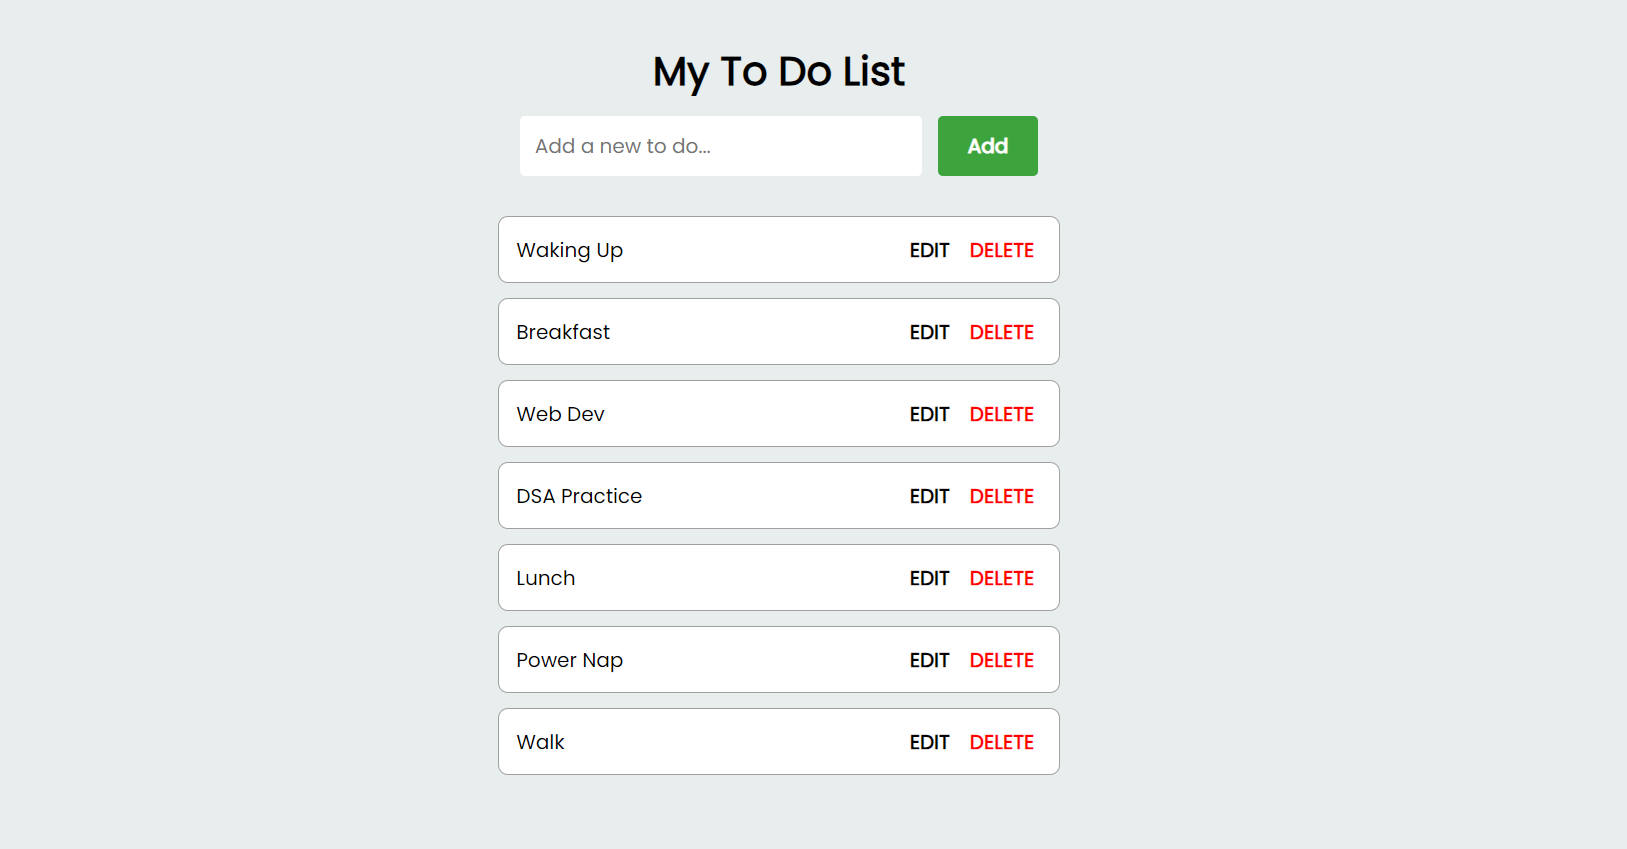 My To Do List
Add a new to do...
Add
Waking Up EDIT DELETE
Breakfast EDIT DELETE
Web Dev EDIT DELETE
DSA Practice EDIT DELETE
Lunch EDIT DELETE
Power Nap EDIT DELETE
Walk EDIT DELETE